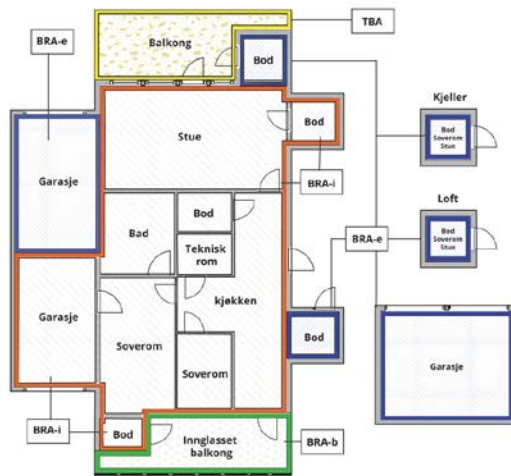 TBA
Balkong
BRA-e
Bod
Kjeller
Bod
Bod
Soverom
Stue
Stue
Garasje
BRA-i
Loft
Bod
Bad
Bod
Soverom
Stue
Teknisk
rom
BRA-e
Garasje
kjøkken
Soverom
Bod
Garasje
Soverom
BRA-i
Bod
Innglasset
balkong
BRA-b